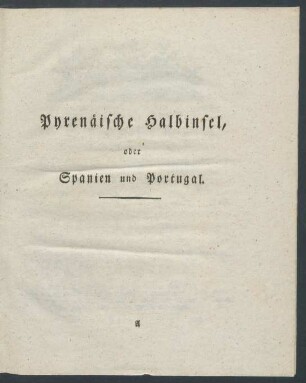 Pyrenäische Halbinsel,
oder
Spanien und Portugal.
A